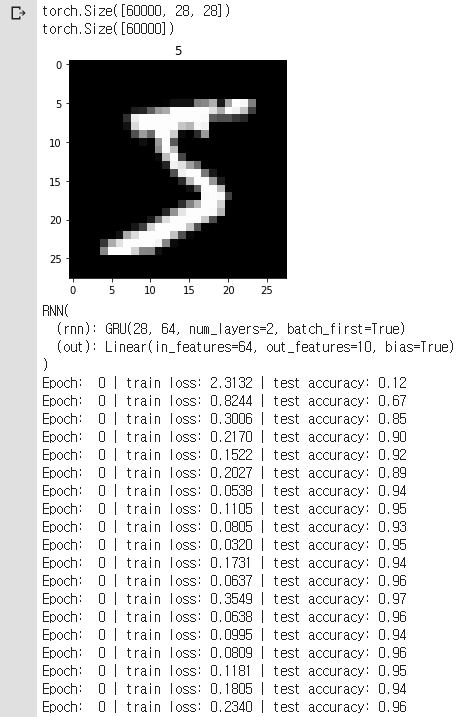 torch.Size([60000, 28, 28])
torch.Size([60000])
5
0
5
10
15
20
25
0 5 10 15 20 25
RNN(
  (rnn): GRU(28, 64, num_layers=2, batch_first=True)
  (out): Linear(in_features=64, out_features=10, bias=True)
)
Epoch:  0 | train loss: 2.3132 | test accuracy: 0.12
Epoch:  0 | train loss: 0.8244 | test accuracy: 0.67
Epoch:  0 | train loss: 0.3006 | test accuracy: 0.85
Epoch:  0 | train loss: 0.2170 | test accuracy: 0.90
Epoch:  0 | train loss: 0.1522 | test accuracy: 0.92
Epoch:  0 | train loss: 0.2027 | test accuracy: 0.89
Epoch:  0 | train loss: 0.0538 | test accuracy: 0.94
Epoch:  0 | train loss: 0.1105 | test accuracy: 0.95
Epoch:  0 | train loss: 0.0805 | test accuracy: 0.93
Epoch:  0 | train loss: 0.0320 | test accuracy: 0.95
Epoch:  0 | train loss: 0.1731 | test accuracy: 0.94
Epoch:  0 | train loss: 0.0637 | test accuracy: 0.96
Epoch:  0 | train loss: 0.3549 | test accuracy: 0.97
Epoch:  0 | train loss: 0.0638 | test accuracy: 0.96
Epoch:  0 | train loss: 0.0995 | test accuracy: 0.94
Epoch:  0 | train loss: 0.0809 | test accuracy: 0.96
Epoch:  0 | train loss: 0.1181 | test accuracy: 0.95
Epoch:  0 | train loss: 0.1805 | test accuracy: 0.94
Epoch:  0 | train loss: 0.2340 | test accuracy: 0.96